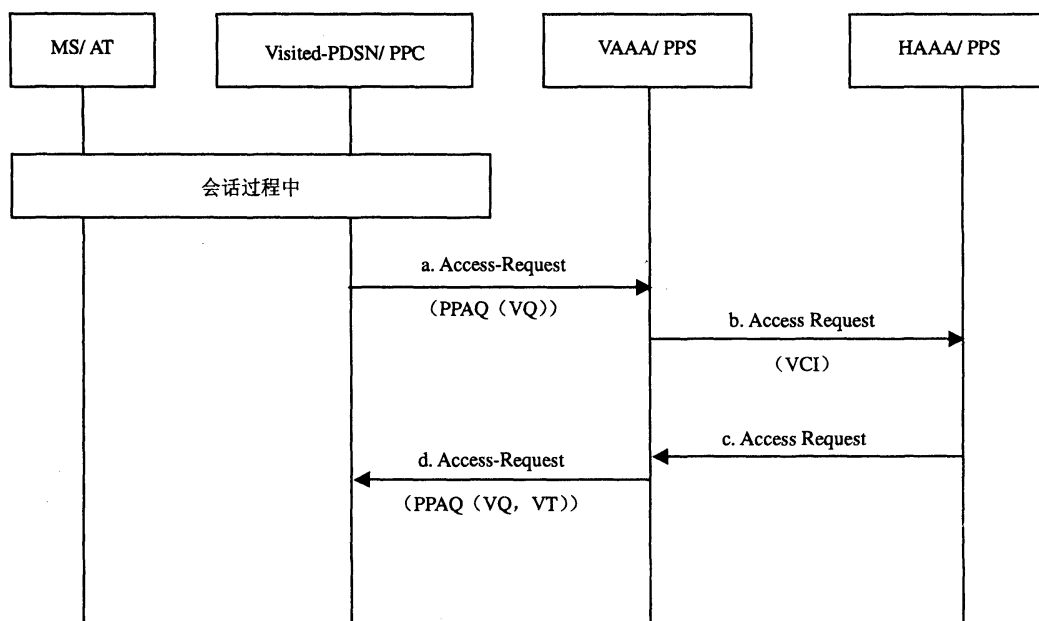 MS/ AT
Visited-PDSN/ PPC
VAAA/ PPS
HAAA/ PPS
会话过程中
a. Access-Request
（PPAQ（VQ））
b. Access Request
（VCI）
c. Access Request
d. Access-Request
（PPAQ（VQ，VT））